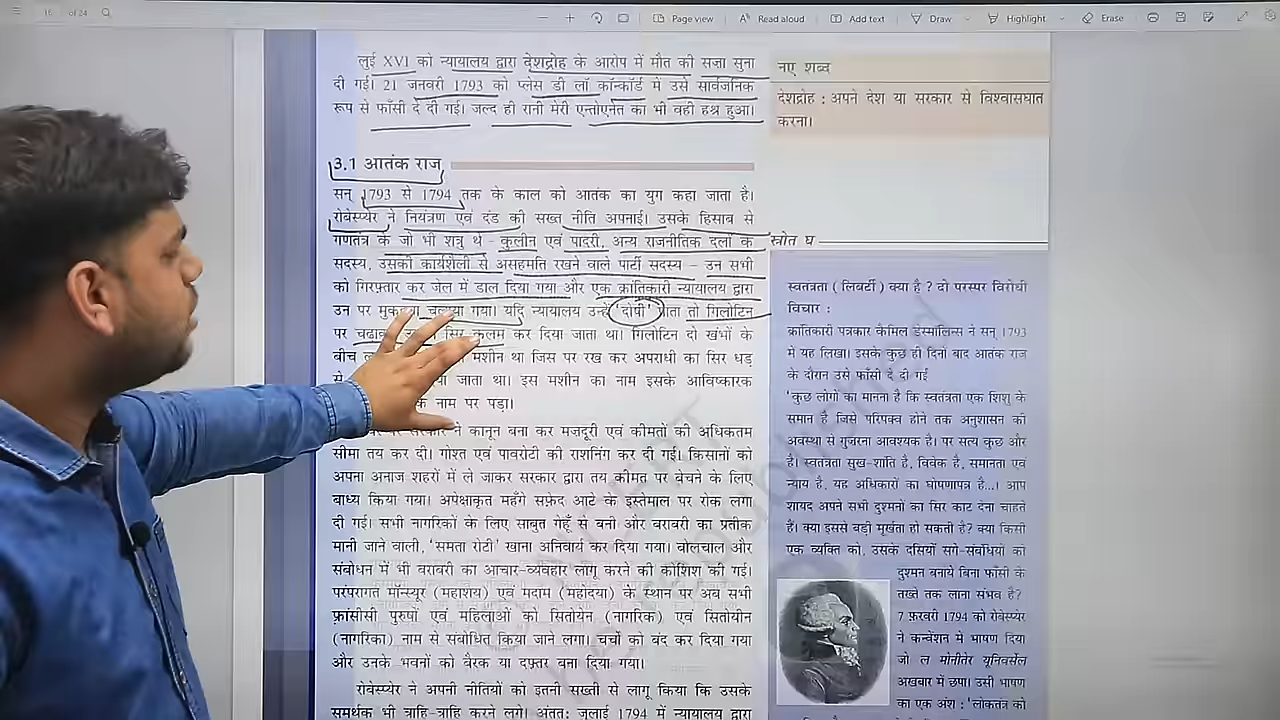 16 of 24
Page view
Read aloud
Add text
Draw
Highlight
Erase
लुई XVI को न्यायालय द्वारा देशद्रोह के आरोप में मौत की सजा सुना
दी गई। 21 जनवरी 1793 को प्लेस डी लॉ कॉन्कॉर्ड में उसे सार्वजनिक
रूप से फाँसी दे दी गई। जल्द ही रानी मेरी एन्तोएनेत का भी वही हश्र हुआ।
3.1 आतंक राज
सन् 1793 से 1794 तक के काल को आतंक का युग कहा जाता है।
रोबेस्प्येर ने नियंत्रण एवं दंड की सख्त नीति अपनाई। उसके हिसाब से
गणतंत्र के जो भी शत्रु थे - कुलीन एवं पादरी, अन्य राजनीतिक दलों के
सदस्य, उसकी कार्यशैली से असहमति रखने वाले पार्टी सदस्य - उन सभी
को गिरफ़्तार कर जेल में डाल दिया गया और एक क्रांतिकारी न्यायालय द्वारा
उन पर चलाया गया। यदि न्यायालय उन्हें 'दोषी' तो गिलोटिन
पर सिर कलम कर दिया जाता था। गिलोटिन दो खंभों के
बीच मशीन था जिस पर रख कर अपराधी का सिर धड़
जाता था। इस मशीन का नाम इसके आविष्कारक
के नाम पर पड़ा।
सरकार ने कानून बना कर मजदूरी एवं कीमतों की अधिकतम
सीमा तय कर दी। गोश्त एवं पावरोटी की राशनिंग कर दी गई। किसानों को
अपना अनाज शहरों में ले जाकर सरकार द्वारा तय कीमत पर बेचने के लिए
बाध्य किया गया। अपेक्षाकृत महँगे सफ़ेद आटे के इस्तेमाल पर रोक लगा
दी गई। सभी नागरिकों के लिए साबुत गेहूँ से बनी और बराबरी का प्रतीक
मानी जाने वाली, 'समता रोटी' खाना अनिवार्य कर दिया गया। बोलचाल और
संबोधन में भी बराबरी का आचार-व्यवहार लागू करने की कोशिश की गई।
परंपरागत मॉन्स्यूर (महाशय) एवं मदाम (महोदया) के स्थान पर अब सभी
फ्रांसीसी पुरुषों एवं महिलाओं को सितोयेन (नागरिक) एवं सितोयीन
(नागरिका) नाम से संबोधित किया जाने लगा। चर्चों को बंद कर दिया गया
और उनके भवनों को बैरक या दफ़्तर बना दिया गया।
रोबेस्प्येर ने अपनी नीतियों को इतनी सख्ती से लागू किया कि उसके
समर्थक भी त्राहि-त्राहि करने लगे। अंततः जुलाई 1794 में न्यायालय द्वारा
नए शब्द
देशद्रोह : अपने देश या सरकार से विश्वासघात
करना।
स्रोत घ
स्वतंत्रता ( लिबर्टी ) क्या है ? दो परस्पर विरोधी
विचार :
क्रांतिकारी पत्रकार कैमिल डेस्मॉलिन्स ने सन् 1793
में यह लिखा। इसके कुछ ही दिनों बाद आतंक राज
के दौरान उसे फाँसी दे दी गई
'कुछ लोगों का मानना है कि स्वतंत्रता एक शिशु के
समान है जिसे परिपक्व होने तक अनुशासन की
अवस्था से गुज़रना आवश्यक है। पर सत्य कुछ और
है। स्वतंत्रता सुख-शांति है, विवेक है, समानता एवं
न्याय है, यह अधिकारों का घोषणापत्र है...। आप
शायद अपने सभी दुश्मनों का सिर काट देना चाहते
हैं। क्या इससे बड़ी मूर्खता हो सकती है? क्या किसी
एक व्यक्ति को, उसके दसियों सगे-संबंधियों को
दुश्मन बनाये बिना फाँसी के
तख्ते तक लाना संभव है?
7 फ़रवरी 1794 को रोबेस्प्येर
ने कन्वेंशन में भाषण दिया
जो ल मोनीतेर यूनिवर्सेल
अखबार में छपा। उसी भाषण
का एक अंश : 'लोकतंत्र को